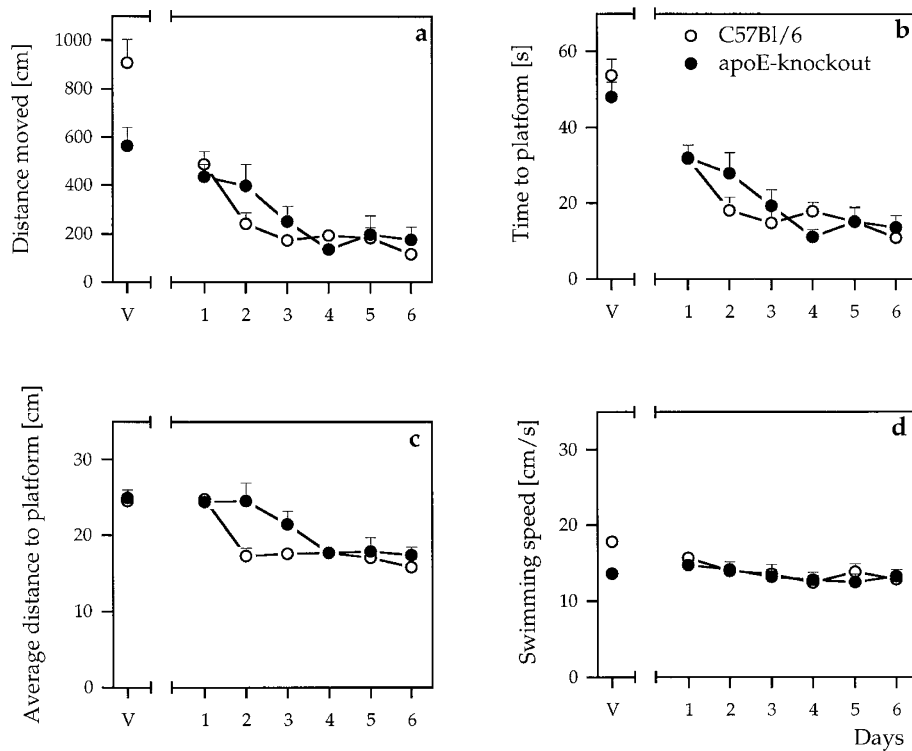 a
Distance moved [cm]
1000
800
600
400
200
0
V 1 2 3 4 5 6
b
C57Bl/6
apoE-knockout
Time to platform [s]
60
40
20
0
V 1 2 3 4 5 6
c
Average distance to platform [cm]
30
20
10
0
V 1 2 3 4 5 6
d
Swimming speed [cm/s]
30
20
10
0
V 1 2 3 4 5 6
Days